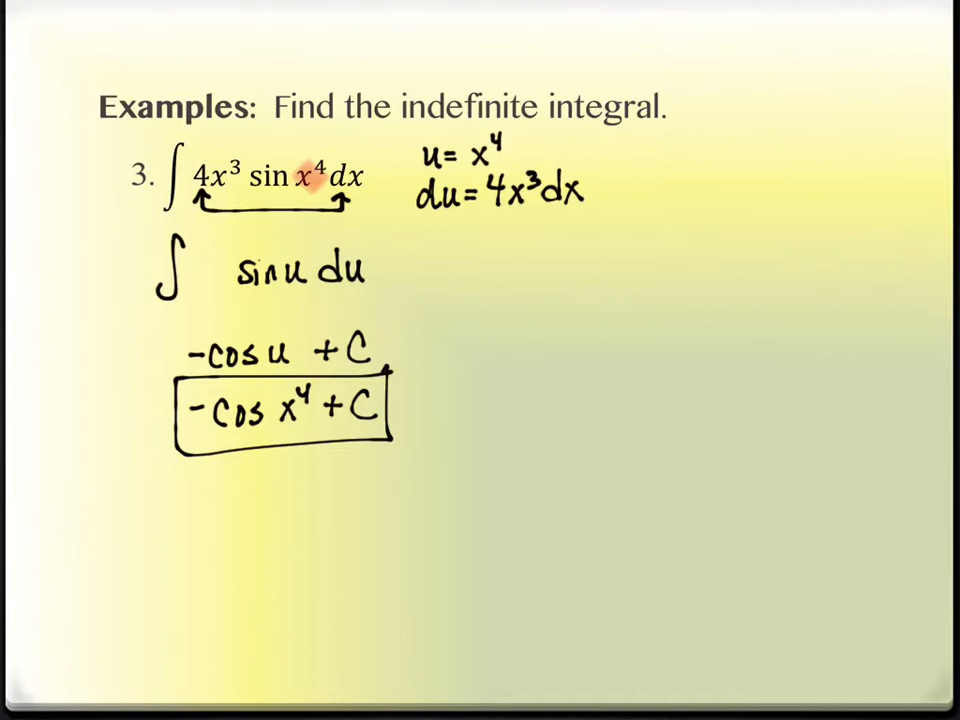 Examples: Find the indefinite integral.
3. ∫ 4x³ sin x⁴ dx
u = x⁴
du = 4x³dx
∫ sin u du
-cos u + C
-cos x⁴ + C